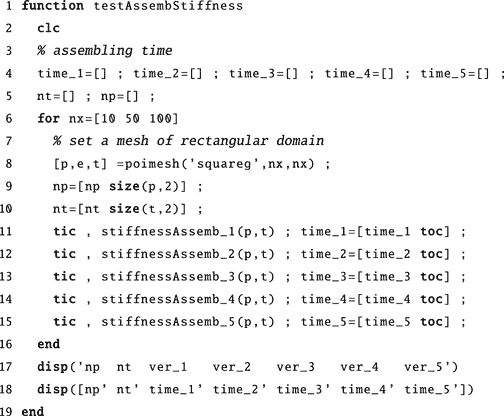 1 function testAssembStiffness
2 clc
3 % assembling time
4 time_1=[] ; time_2=[] ; time_3=[] ; time_4=[] ; time_5=[] ;
5 nt=[] ; np=[] ;
6 for nx=[10 50 100]
7 % set a mesh of rectangular domain
8 [p,e,t] =poimesh('squareg',nx,nx) ;
9 np=[np size(p,2)] ;
10 nt=[nt size(t,2)] ;
11 tic , stiffnessAssemb_1(p,t) ; time_1=[time_1 toc] ;
12 tic , stiffnessAssemb_2(p,t) ; time_2=[time_2 toc] ;
13 tic , stiffnessAssemb_3(p,t) ; time_3=[time_3 toc] ;
14 tic , stiffnessAssemb_4(p,t) ; time_4=[time_4 toc] ;
15 tic , stiffnessAssemb_5(p,t) ; time_5=[time_5 toc] ;
16 end
17 disp('np nt ver_1 ver_2 ver_3 ver_4 ver_5')
18 disp([np' nt' time_1' time_2' time_3' time_4' time_5'])
19 end